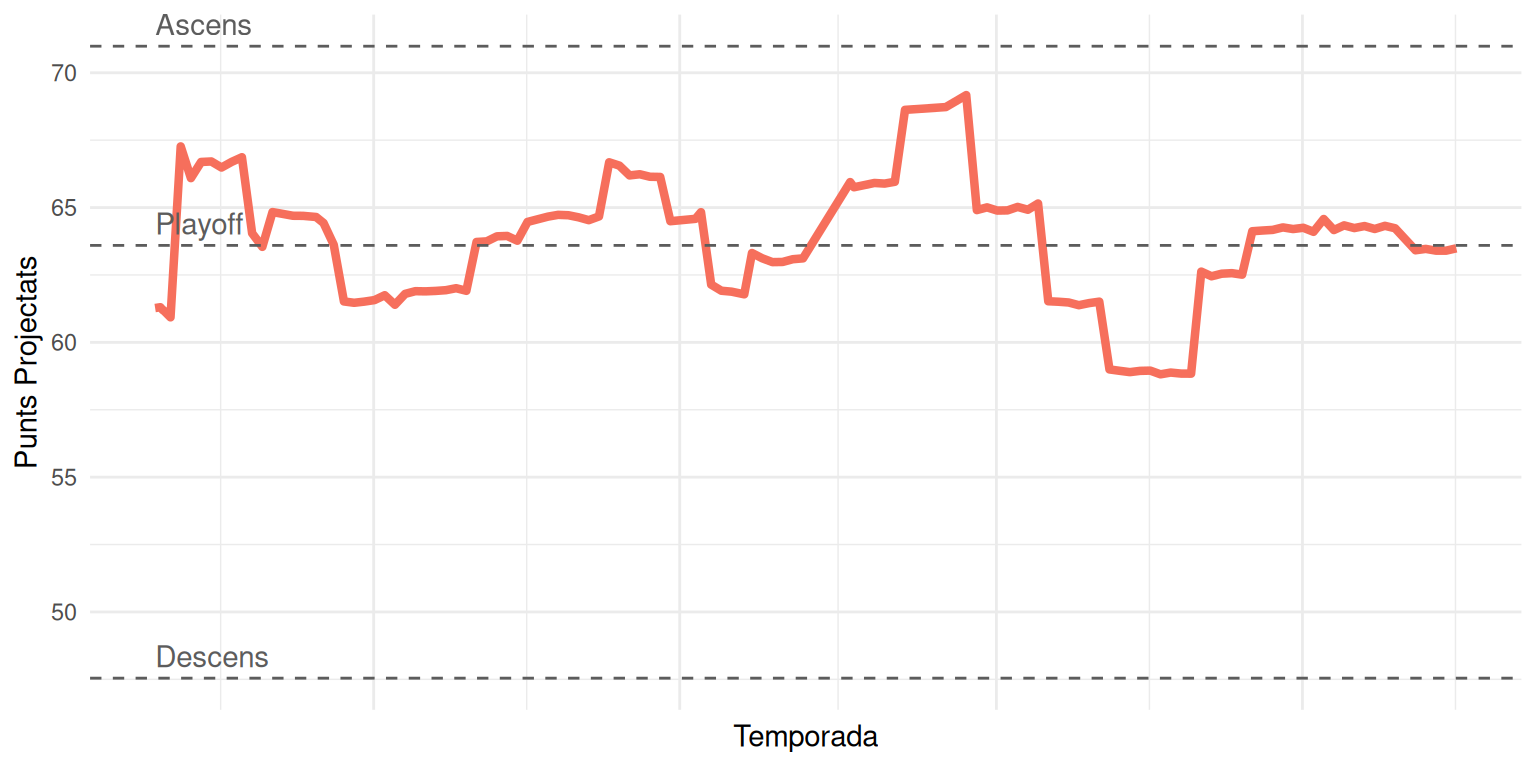 Ascens
70
65
Playoff
60
55
50
Descens
Punts Projectats
Temporada